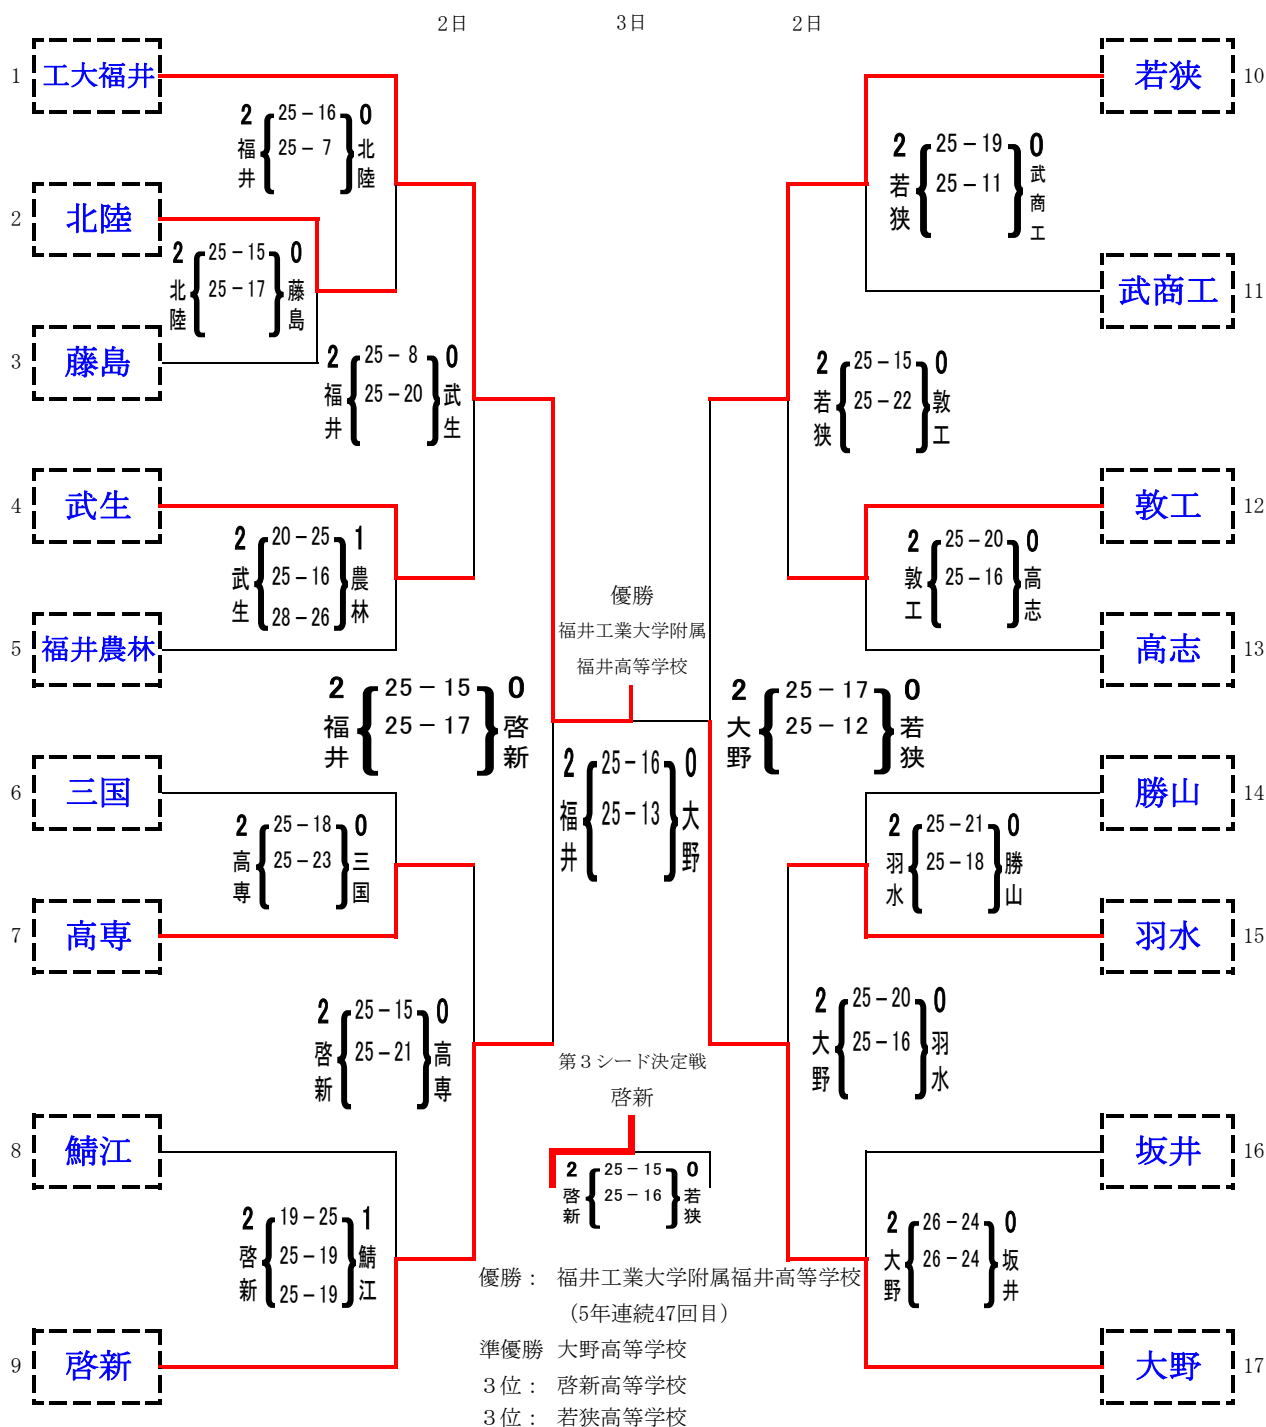 2日
3日
2日
1
工大福井
2
福井
25－16
25－7
0
北陸
2
北陸
2
北陸
25－15
25－17
0
藤島
3
藤島
2
福井
25－8
25－20
0
武生
4
武生
2
武生
20－25
25－16
28－26
1
農林
5
福井農林
2
福井
25－15
25－17
0
啓新
6
三国
2
高専
25－18
25－23
0
三国
7
高専
2
啓新
25－15
25－21
0
高専
8
鯖江
2
啓新
19－25
25－19
25－19
1
鯖江
9
啓新
優勝
福井工業大学附属
福井高等学校
2
福井
25－16
25－13
0
大野
第３シード決定戦
啓新
2
啓新
25－15
25－16
0
若狭
若狭
10
2
若狭
25－19
25－11
0
武商工
武商工
11
2
若狭
25－15
25－22
0
敦工
敦工
12
2
敦工
25－20
25－16
0
高志
高志
13
2
大野
25－17
25－12
0
若狭
勝山
14
2
羽水
25－21
25－18
0
勝山
羽水
15
2
大野
25－20
25－16
0
羽水
坂井
16
2
大野
26－24
26－24
0
坂井
大野
17
優勝： 福井工業大学附属福井高等学校
（5年連続47回目）
準優勝 大野高等学校
３位： 啓新高等学校
３位： 若狭高等学校